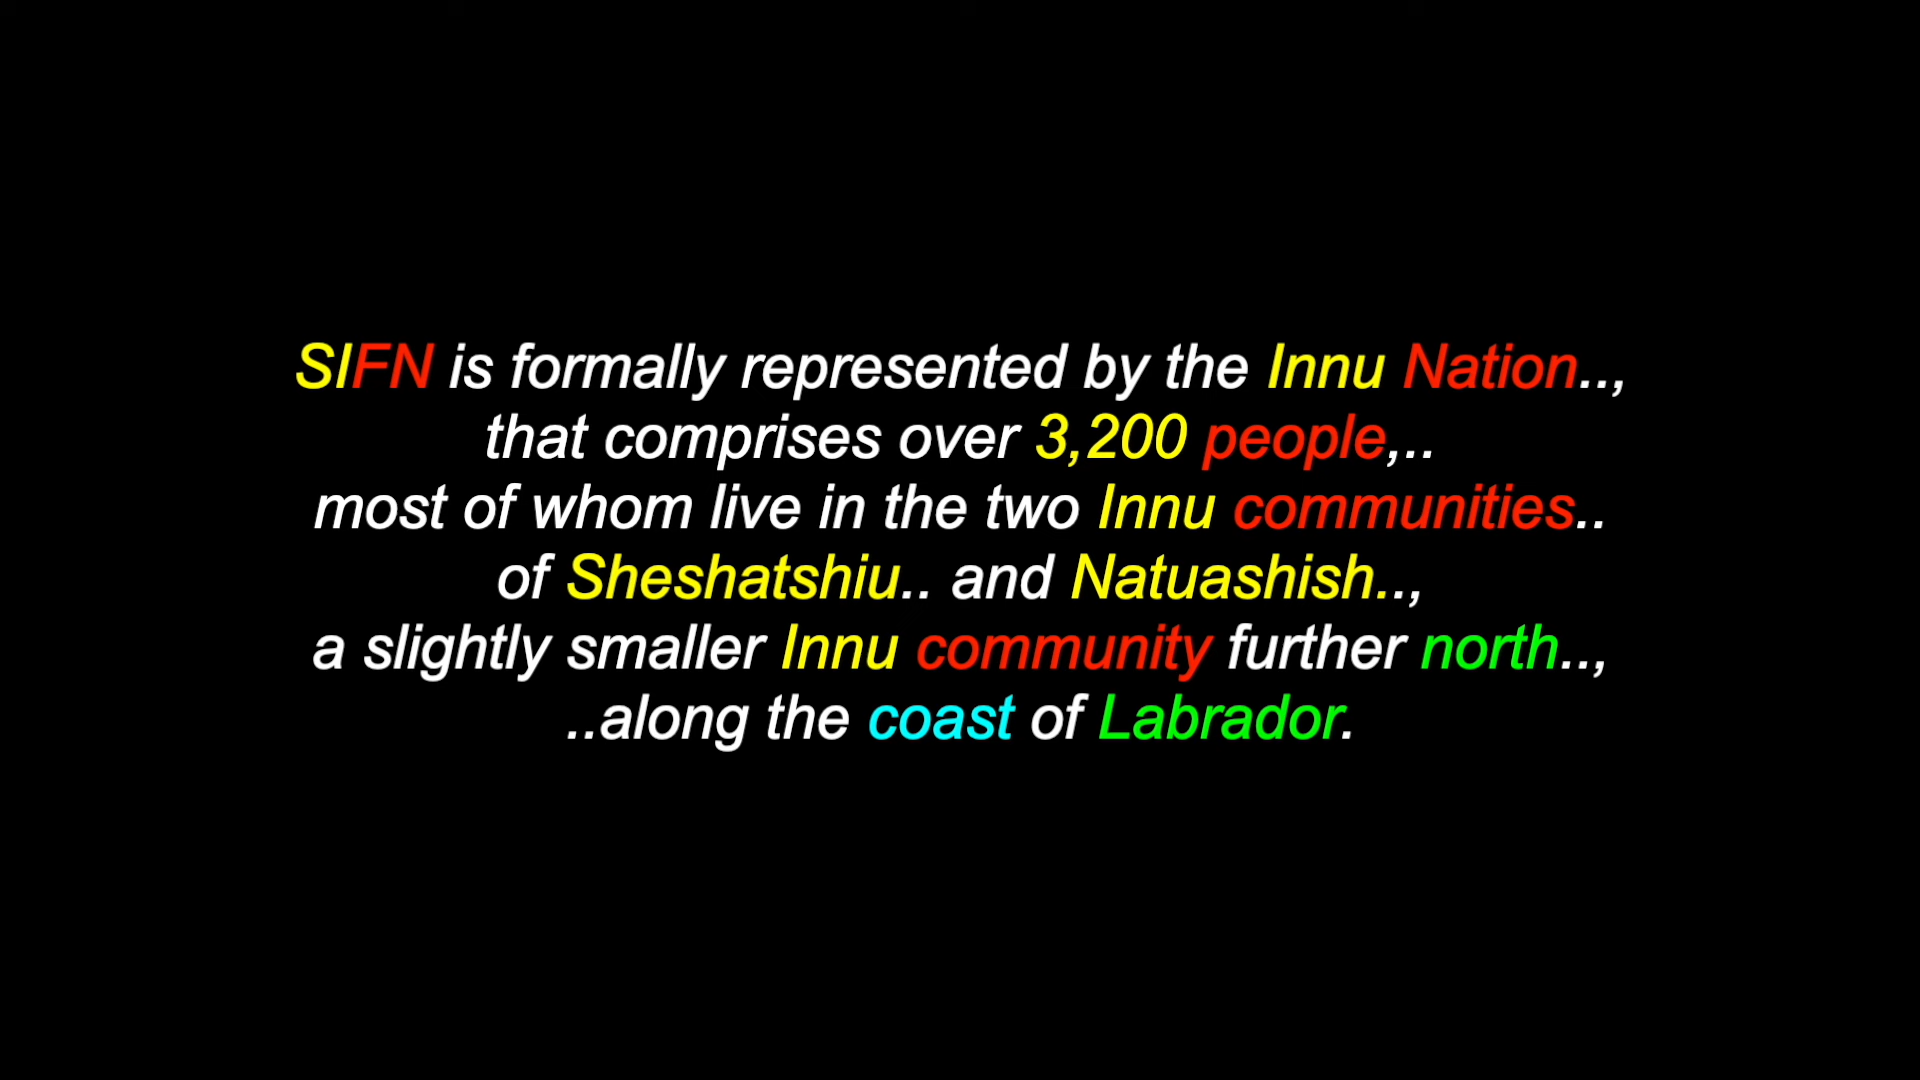 SIFN is formally represented by the Innu Nation..,
that comprises over 3,200 people,..
most of whom live in the two Innu communities..
of Sheshatshiu.. and Natuashish..,
a slightly smaller Innu community further north..,
..along the coast of Labrador.